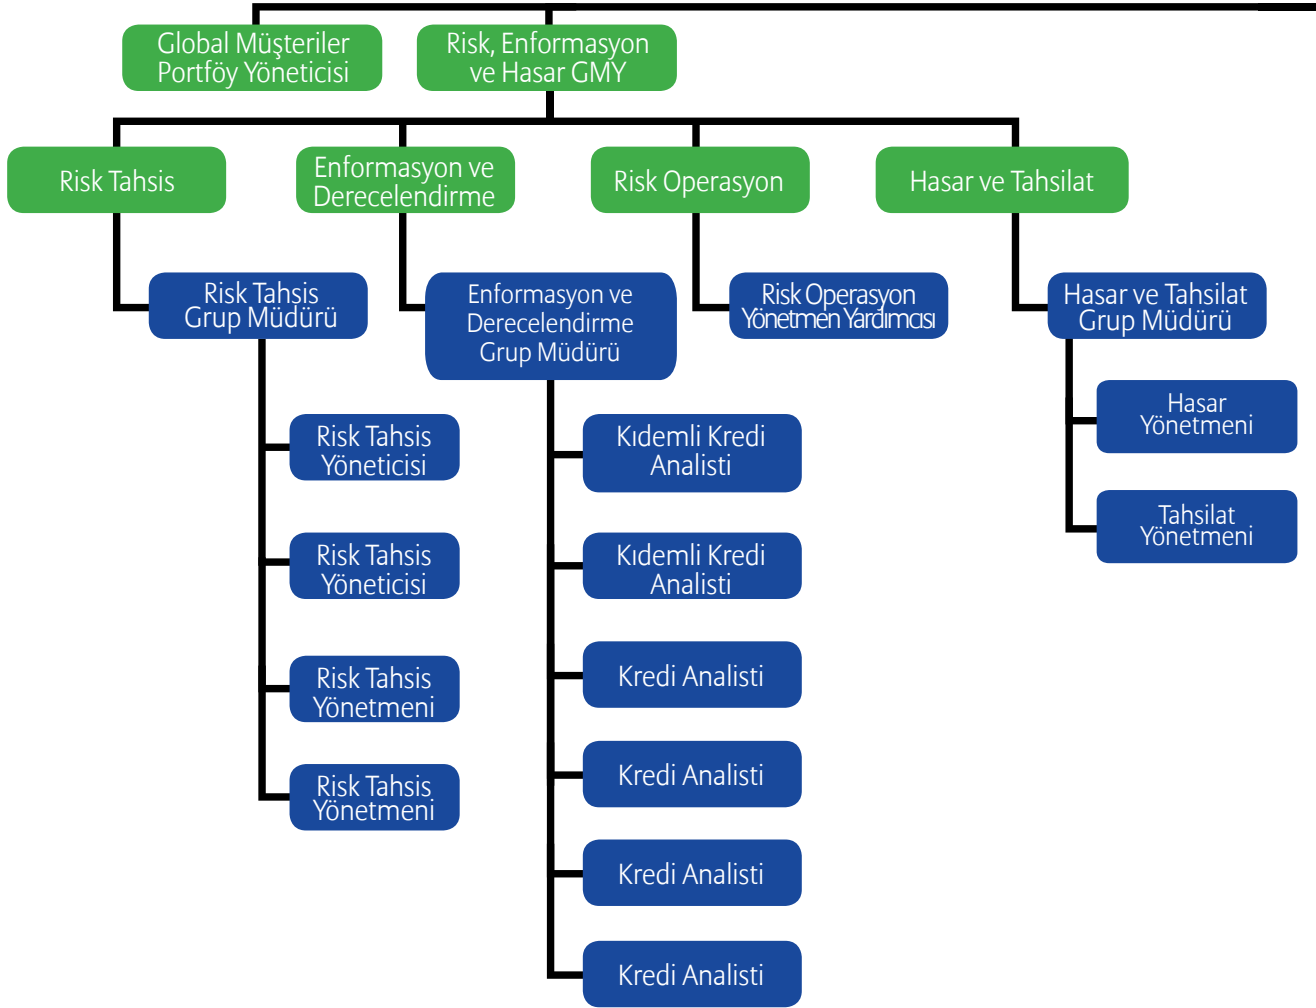 Global Müşteriler
Portföy Yöneticisi
Risk, Enformasyon
ve Hasar GMY
Risk Tahsis
Enformasyon ve
Derecelendirme
Risk Operasyon
Hasar ve Tahsilat
Risk Tahsis
Grup Müdürü
Enformasyon ve
Derecelendirme
Grup Müdürü
Risk Operasyon
Yönetmen Yardımcısı
Hasar ve Tahsilat
Grup Müdürü
Risk Tahsis
Yöneticisi
Risk Tahsis
Yöneticisi
Risk Tahsis
Yönetmeni
Risk Tahsis
Yönetmeni
Kıdemli Kredi
Analisti
Kıdemli Kredi
Analisti
Kredi Analisti
Kredi Analisti
Kredi Analisti
Kredi Analisti
Hasar
Yönetmeni
Tahsilat
Yönetmeni